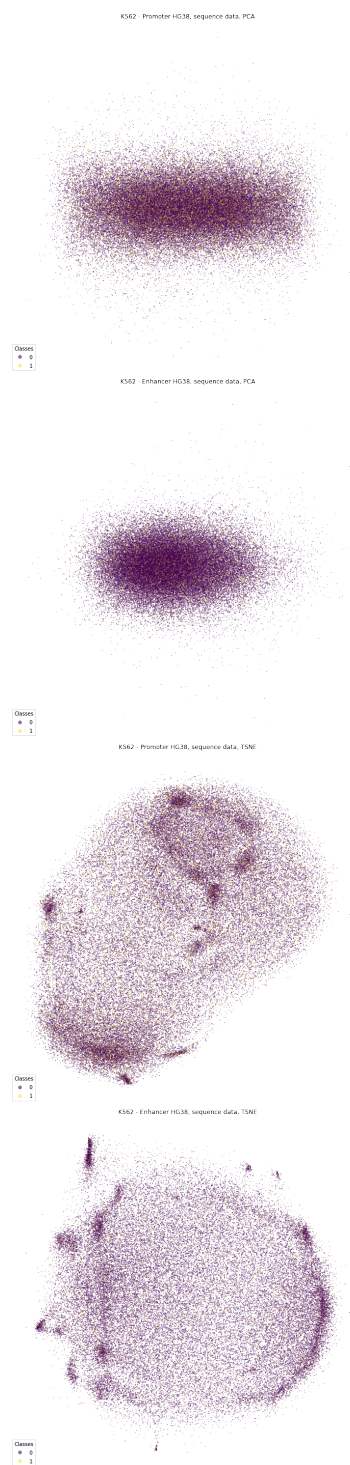 K562 - Promoter HG38, sequence data, PCA
Classes
0
1
K562 - Enhancer HG38, sequence data, PCA
Classes
0
1
K562 - Promoter HG38, sequence data, TSNE
Classes
0
1
K562 - Enhancer HG38, sequence data, TSNE
Classes
0
1